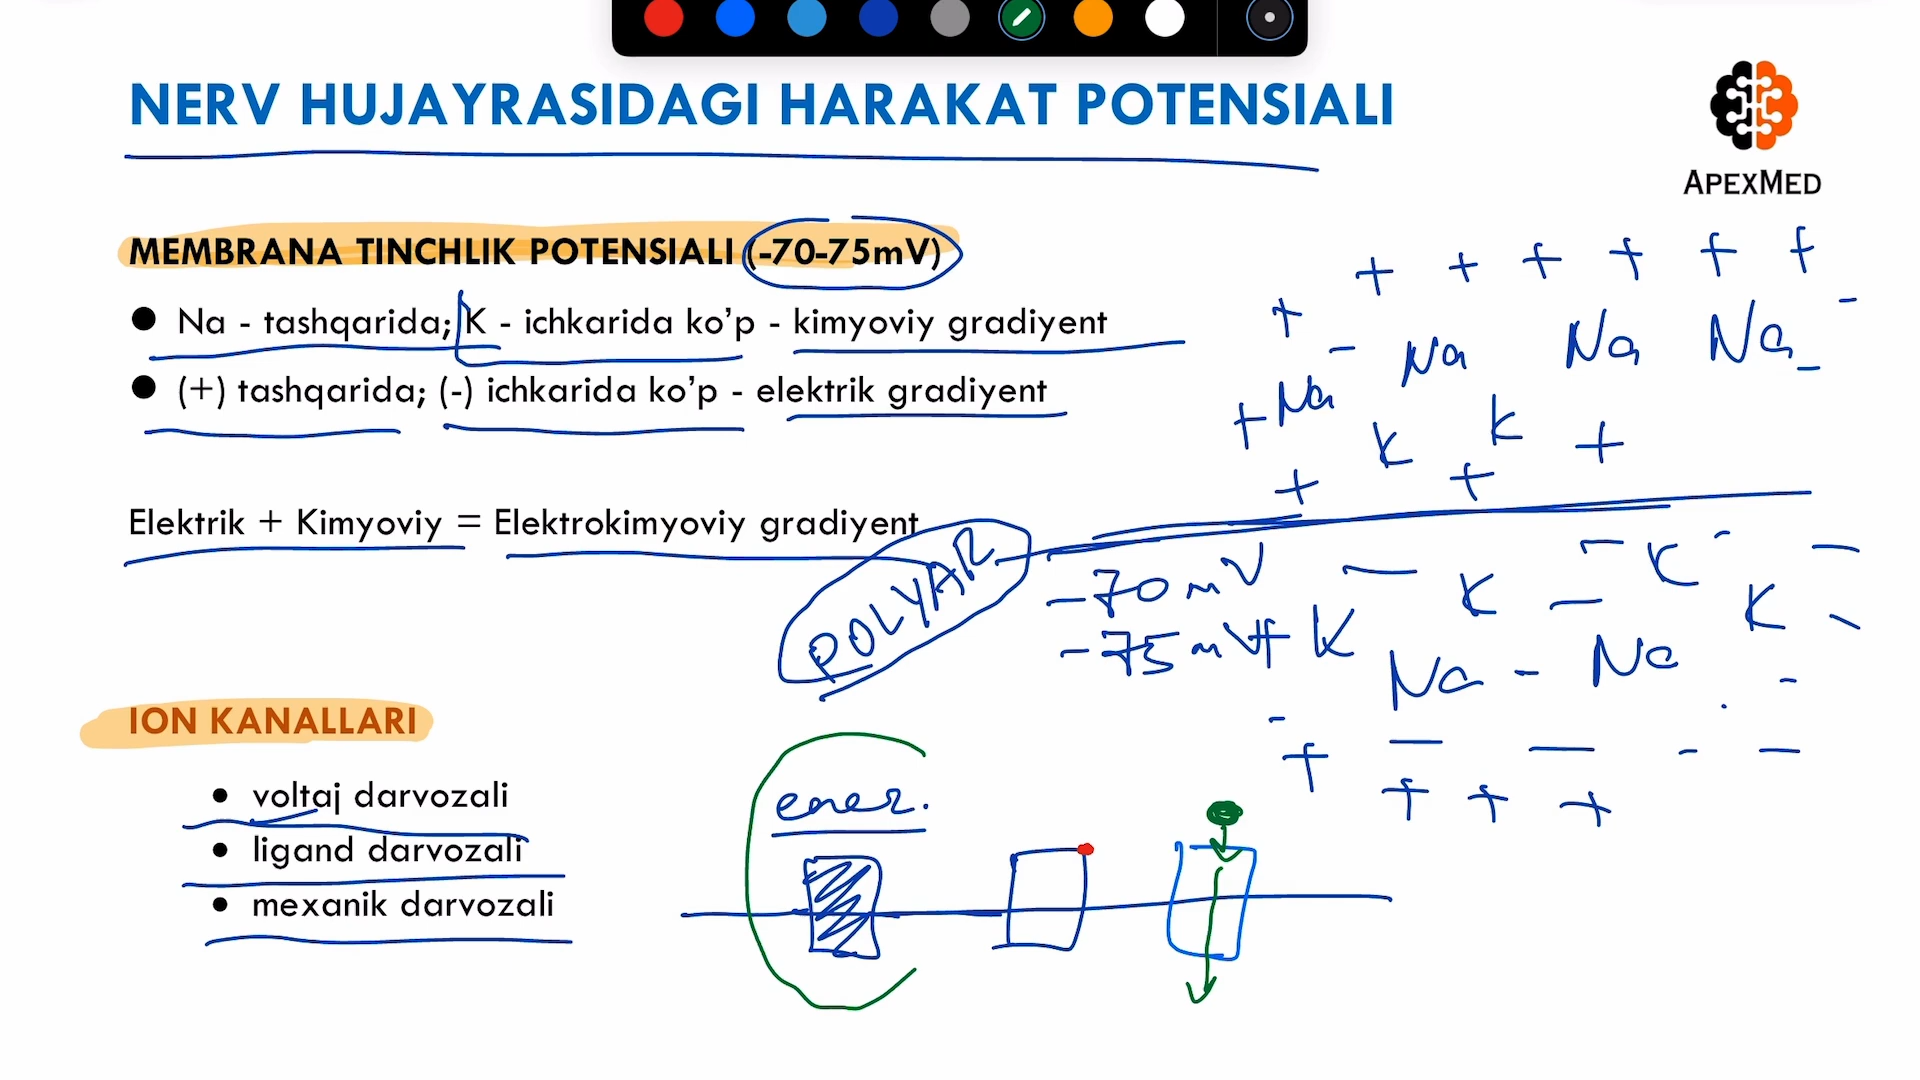 NERV HUJAYRASIDAGI HARAKAT POTENSIALI
APEXMED
MEMBRANA TINCHLIK POTENSIALI (-70-75mV)
● Na - tashqarida; K - ichkarida ko'p - kimyoviy gradiyent
● (+) tashqarida; (-) ichkarida ko'p - elektrik gradiyent
+ + + + + + +
- Na Na Na -
+ Na K K +
+ +
Elektrik + Kimyoviy = Elektrokimyoviy gradiyent
POLYAR
-70 mV - K - K - K -
-75 mV + K Na - Na -
- + - - - -
+ + +
ION KANALLARI
• voltaj darvozali
• ligand darvozali
• mexanik darvozali
ener.